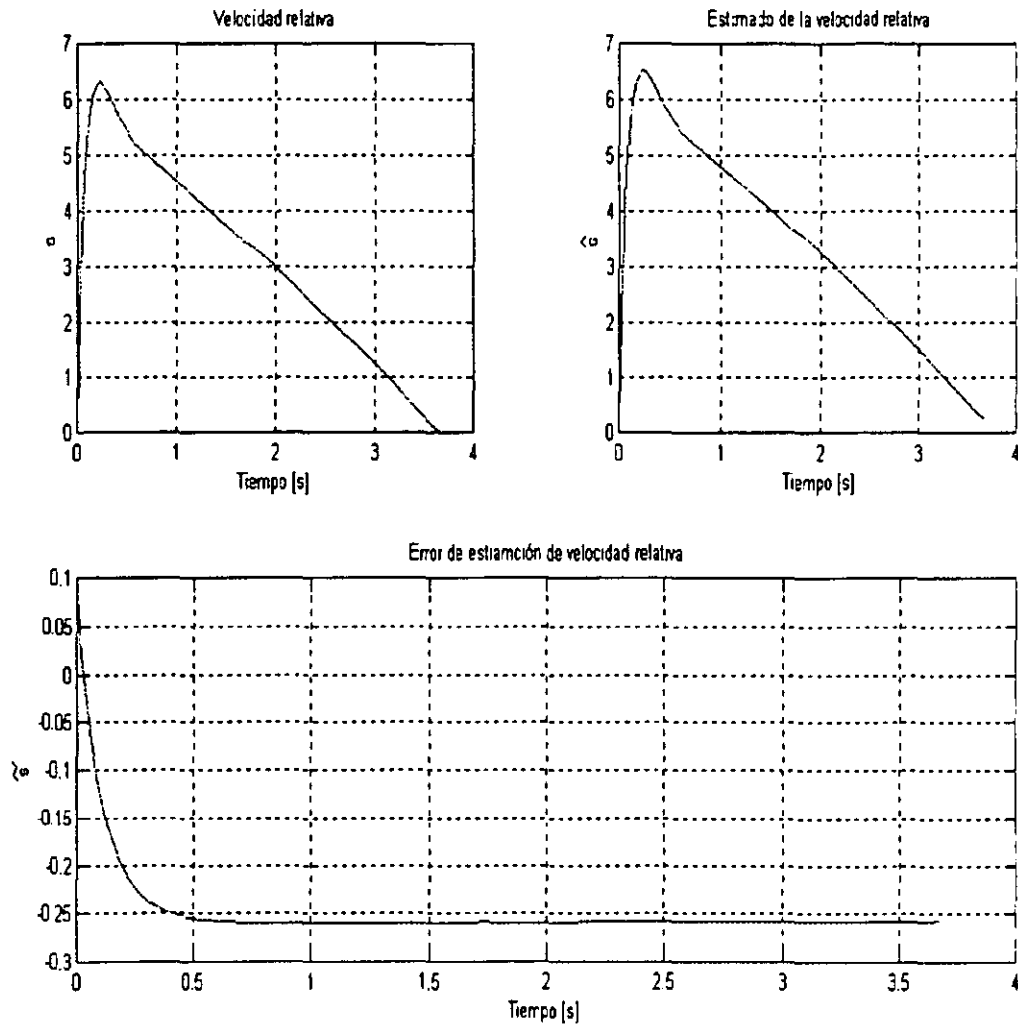 Velocidad relativa
7
6
5
4
3
2
1
0
s
0 1 2 3 4
Tiempo [s]
Estimado de la velocidad relativa
7
6
5
4
3
2
1
0
ŝ
0 1 2 3 4
Tiempo [s]
Error de estiamción de velocidad relativa
0.1
0.05
0
-0.05
-0.1
-0.15
-0.2
-0.25
-0.3
s̃
0 0.5 1 1.5 2 2.5 3 3.5 4
Tiempo [s]